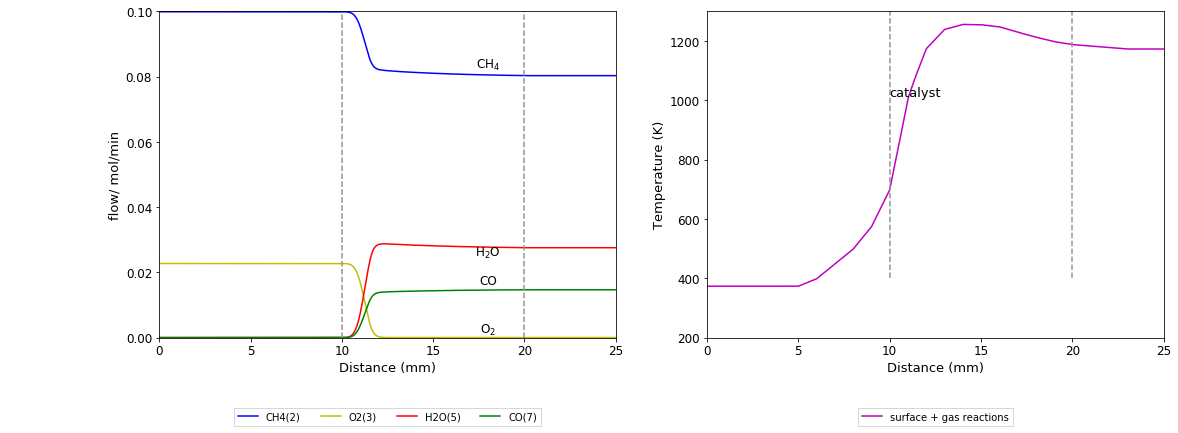 0.10
0.08
0.06
0.04
0.02
0.00
flow/ mol/min
CH4
H2O
CO
O2
0 5 10 15 20 25
Distance (mm)
CH4(2) O2(3) H2O(5) CO(7)
1200
1000
800
600
400
200
Temperature (K)
catalyst
0 5 10 15 20 25
Distance (mm)
surface + gas reactions